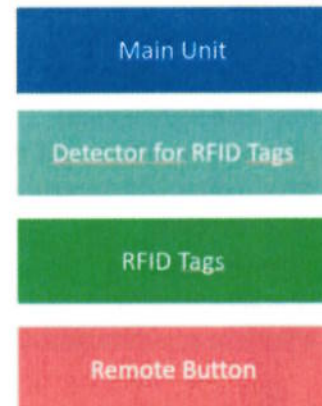 Main Unit
Detector for RFID Tags
RFID Tags
Remote Button